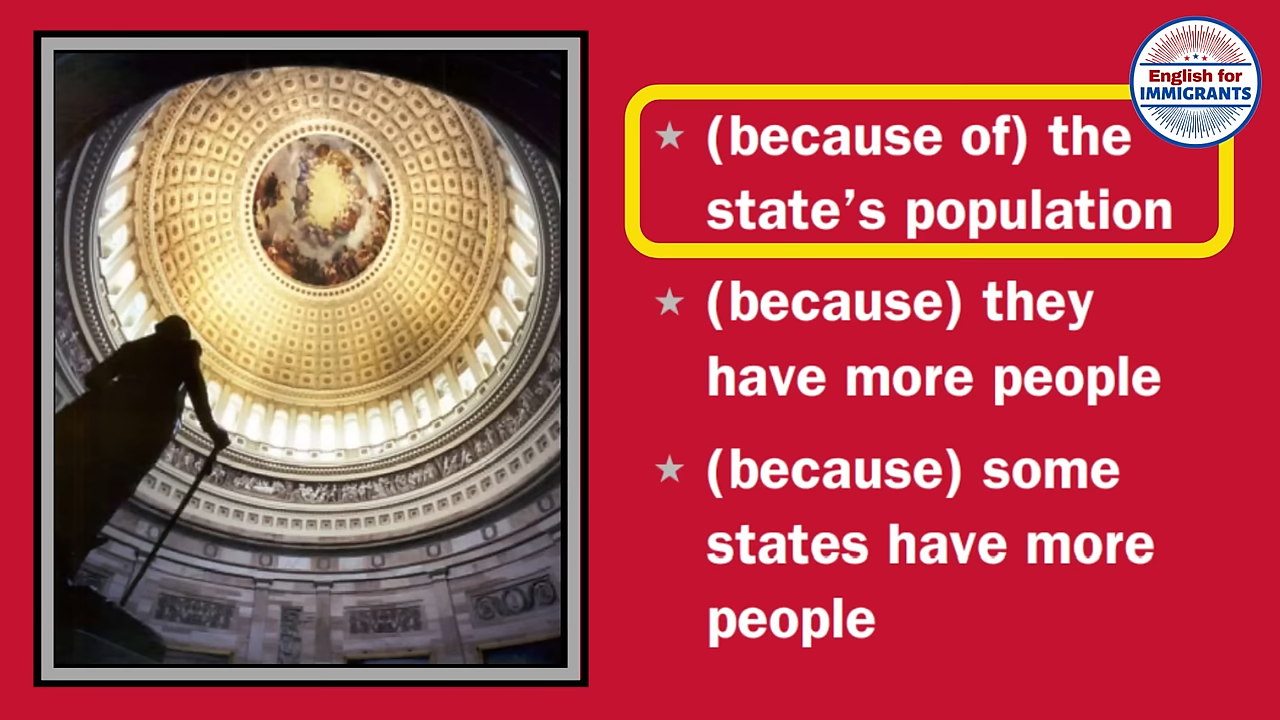 English for
IMMIGRANTS
(because of) the
state’s population
(because) they
have more people
(because) some
states have more
people